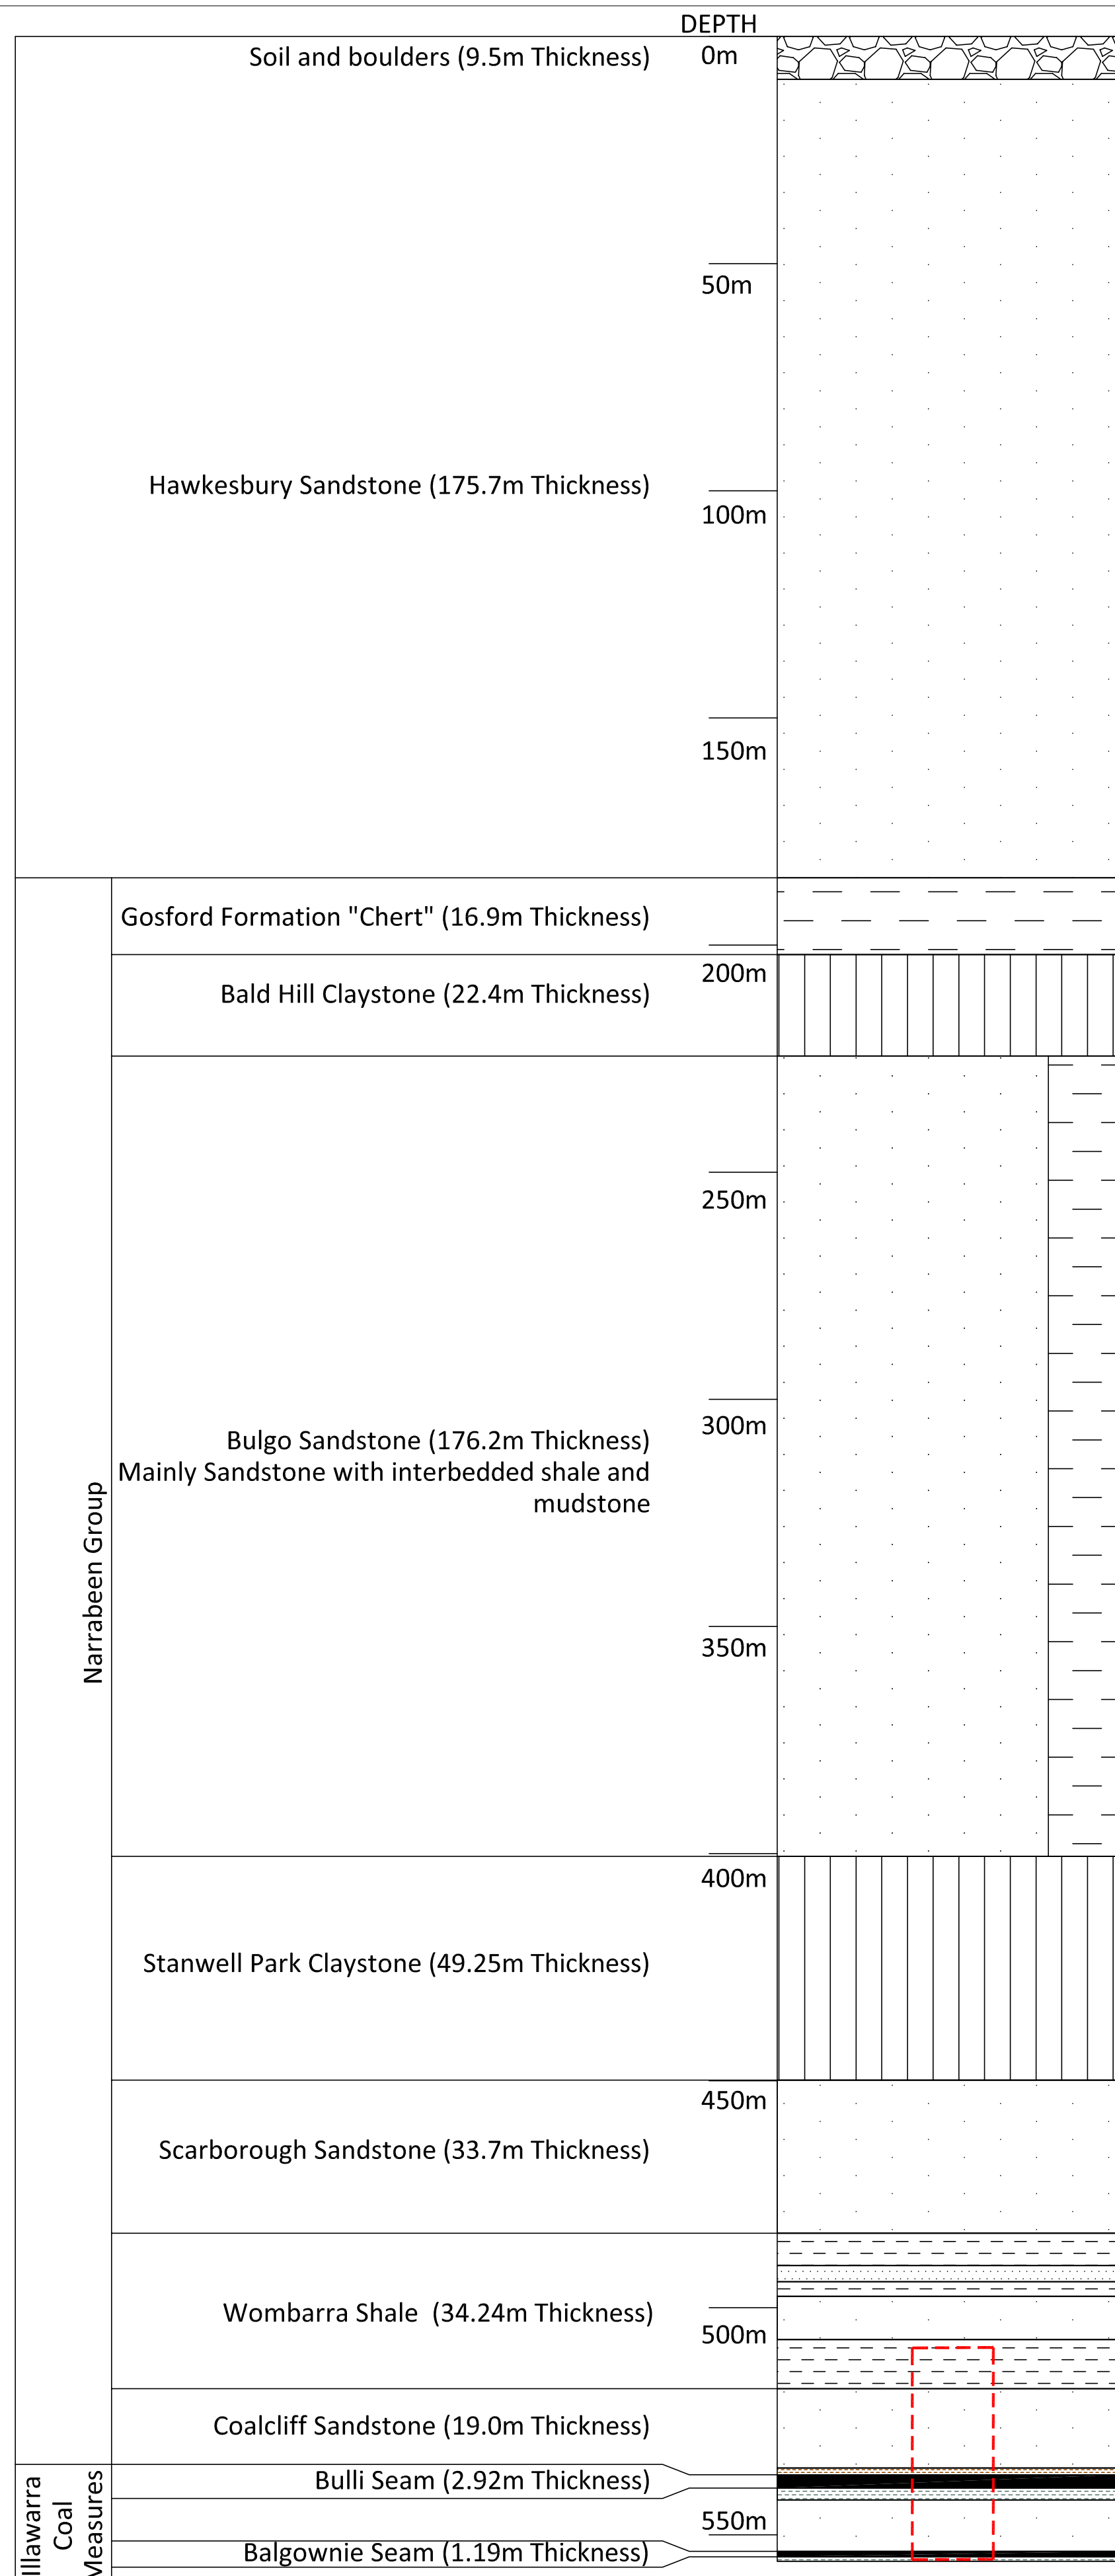 DEPTH
Soil and boulders (9.5m Thickness)
0m
50m
Hawkesbury Sandstone (175.7m Thickness)
100m
150m
Gosford Formation "Chert" (16.9m Thickness)
200m
Bald Hill Claystone (22.4m Thickness)
250m
300m
Bulgo Sandstone (176.2m Thickness)
Mainly Sandstone with interbedded shale and
mudstone
Narrabeen Group
350m
400m
Stanwell Park Claystone (49.25m Thickness)
450m
Scarborough Sandstone (33.7m Thickness)
Wombarra Shale (34.24m Thickness)
500m
Coalcliff Sandstone (19.0m Thickness)
Illawarra
Coal
Measures
Bulli Seam (2.92m Thickness)
550m
Balgownie Seam (1.19m Thickness)